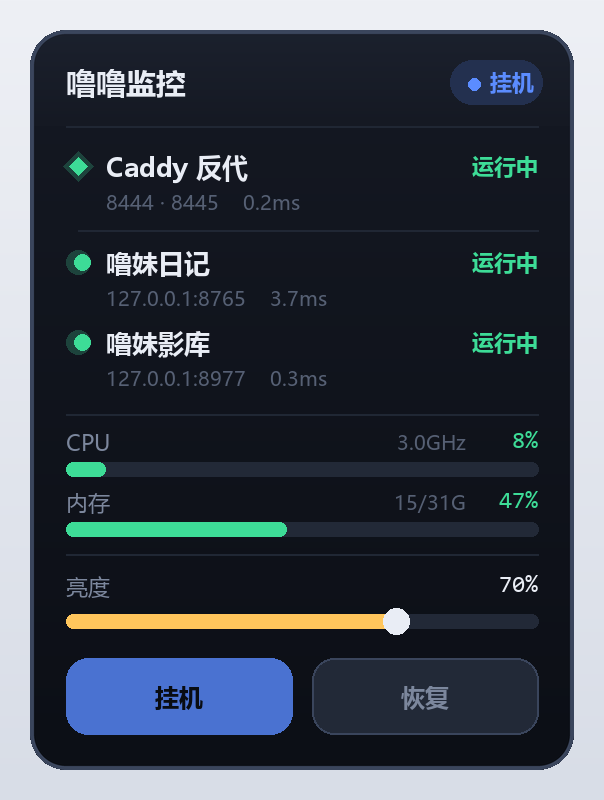 噜噜监控
挂机
Caddy 反代
运行中
8444 · 8445 0.2ms
噜妹日记
运行中
127.0.0.1:8765 3.7ms
噜妹影库
运行中
127.0.0.1:8977 0.3ms
CPU 3.0GHz 8%
内存 15/31G 47%
亮度 70%
挂机
恢复